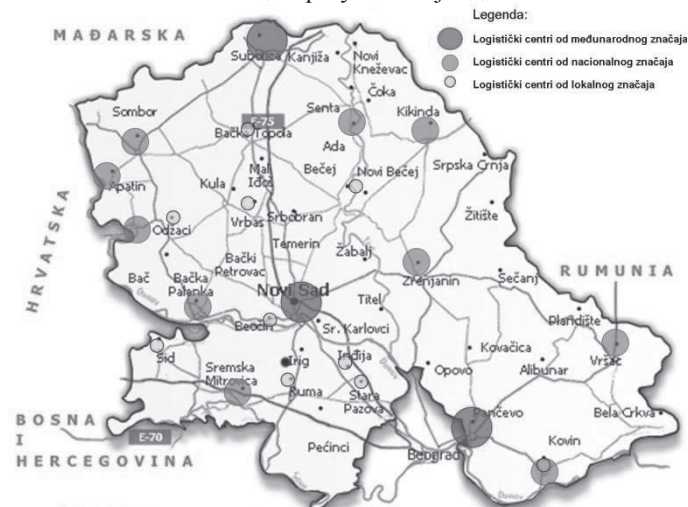 Legenda:
Logistički centri od međunarodnog značaja
Logistički centri od nacionalnog značaja
Logistički centri od lokalnog značaja
MAĐARSKA
Subotica
Kanjiža
Novi
Kneževac
Čoka
Sombor
E-75
Senta
Kikinda
Bačka Topola
Ada
Apatin
Kula
Mali
Iđoš
Bečej
Novi Bečej
Srpska Crnja
Vrbas
Srbobran
Žitište
Odžaci
Temerin
HRVATSKA
Bački
Petrovac
Žabalj
Bač
Bačka
Palanka
Novi Sad
Zrenjanin
Sečanj
RUMUNIA
Titel
Plandište
Beočin
Sr. Karlovci
Šid
Irig
Inđija
Kovačica
Vršac
Sremska
Mitrovica
Opovo
Alibunar
Ruma
Stara
Pazova
Pančevo
Bela Crkva
BOSNA
I
HERCEGOVINA
E-70
Pećinci
Beograd
Kovin
Dunav
Dunav
Dunav
Sava